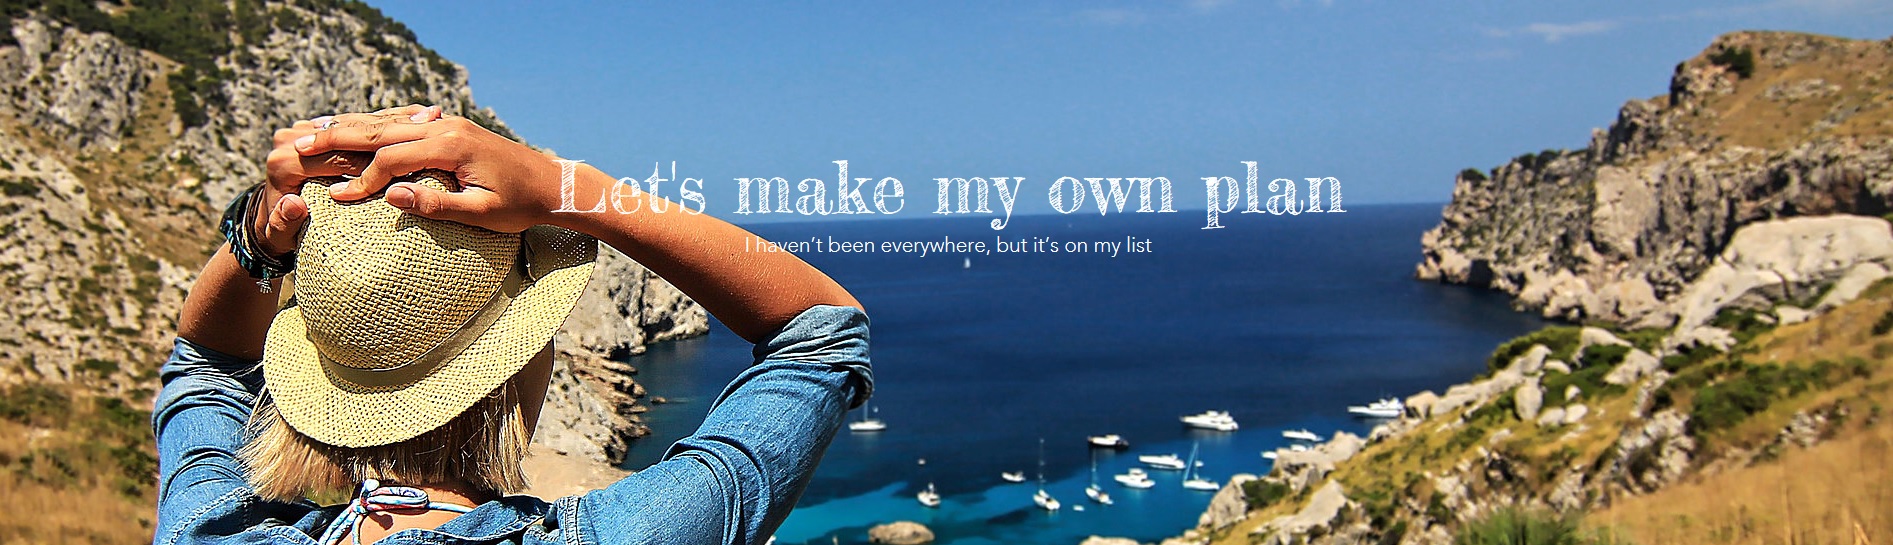 Let's make my own plan
I haven’t been everywhere, but it’s on my list